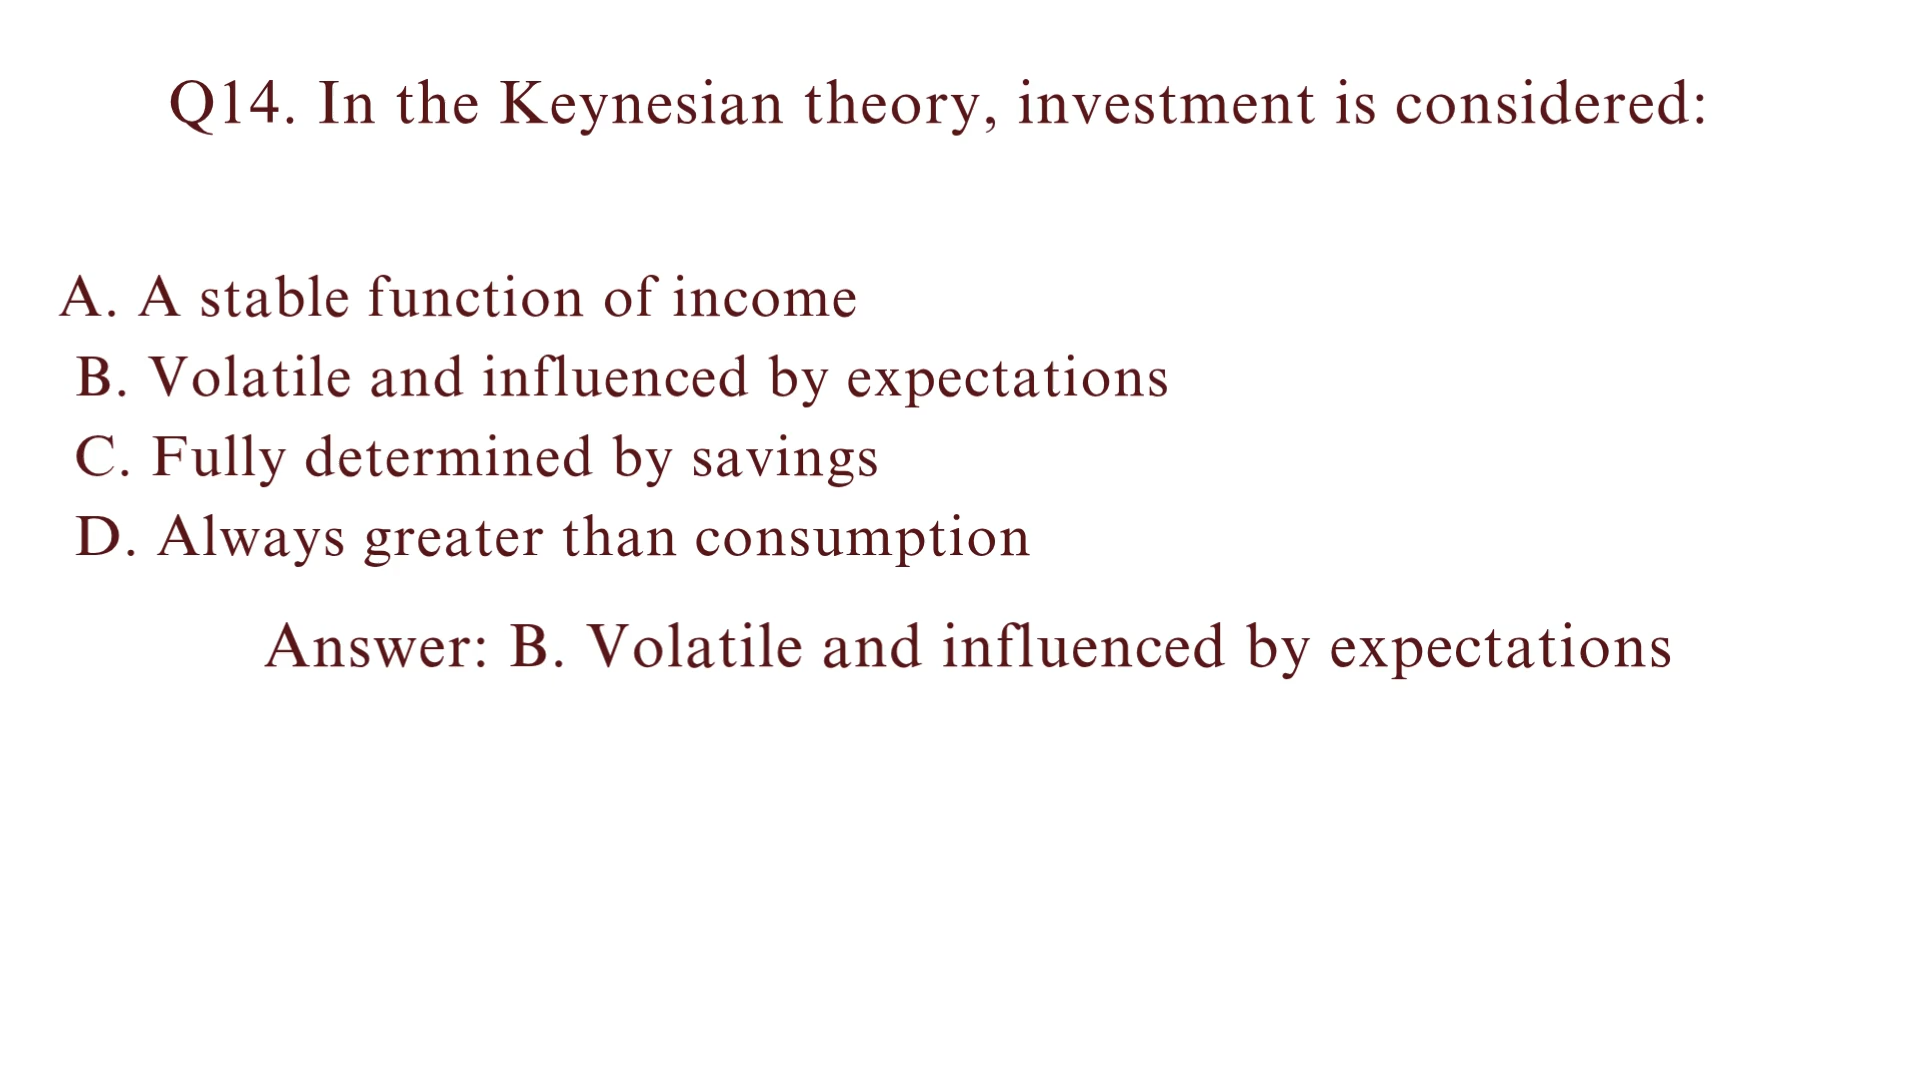 Q14. In the Keynesian theory, investment is considered:
A. A stable function of income
B. Volatile and influenced by expectations
C. Fully determined by savings
D. Always greater than consumption
Answer: B. Volatile and influenced by expectations